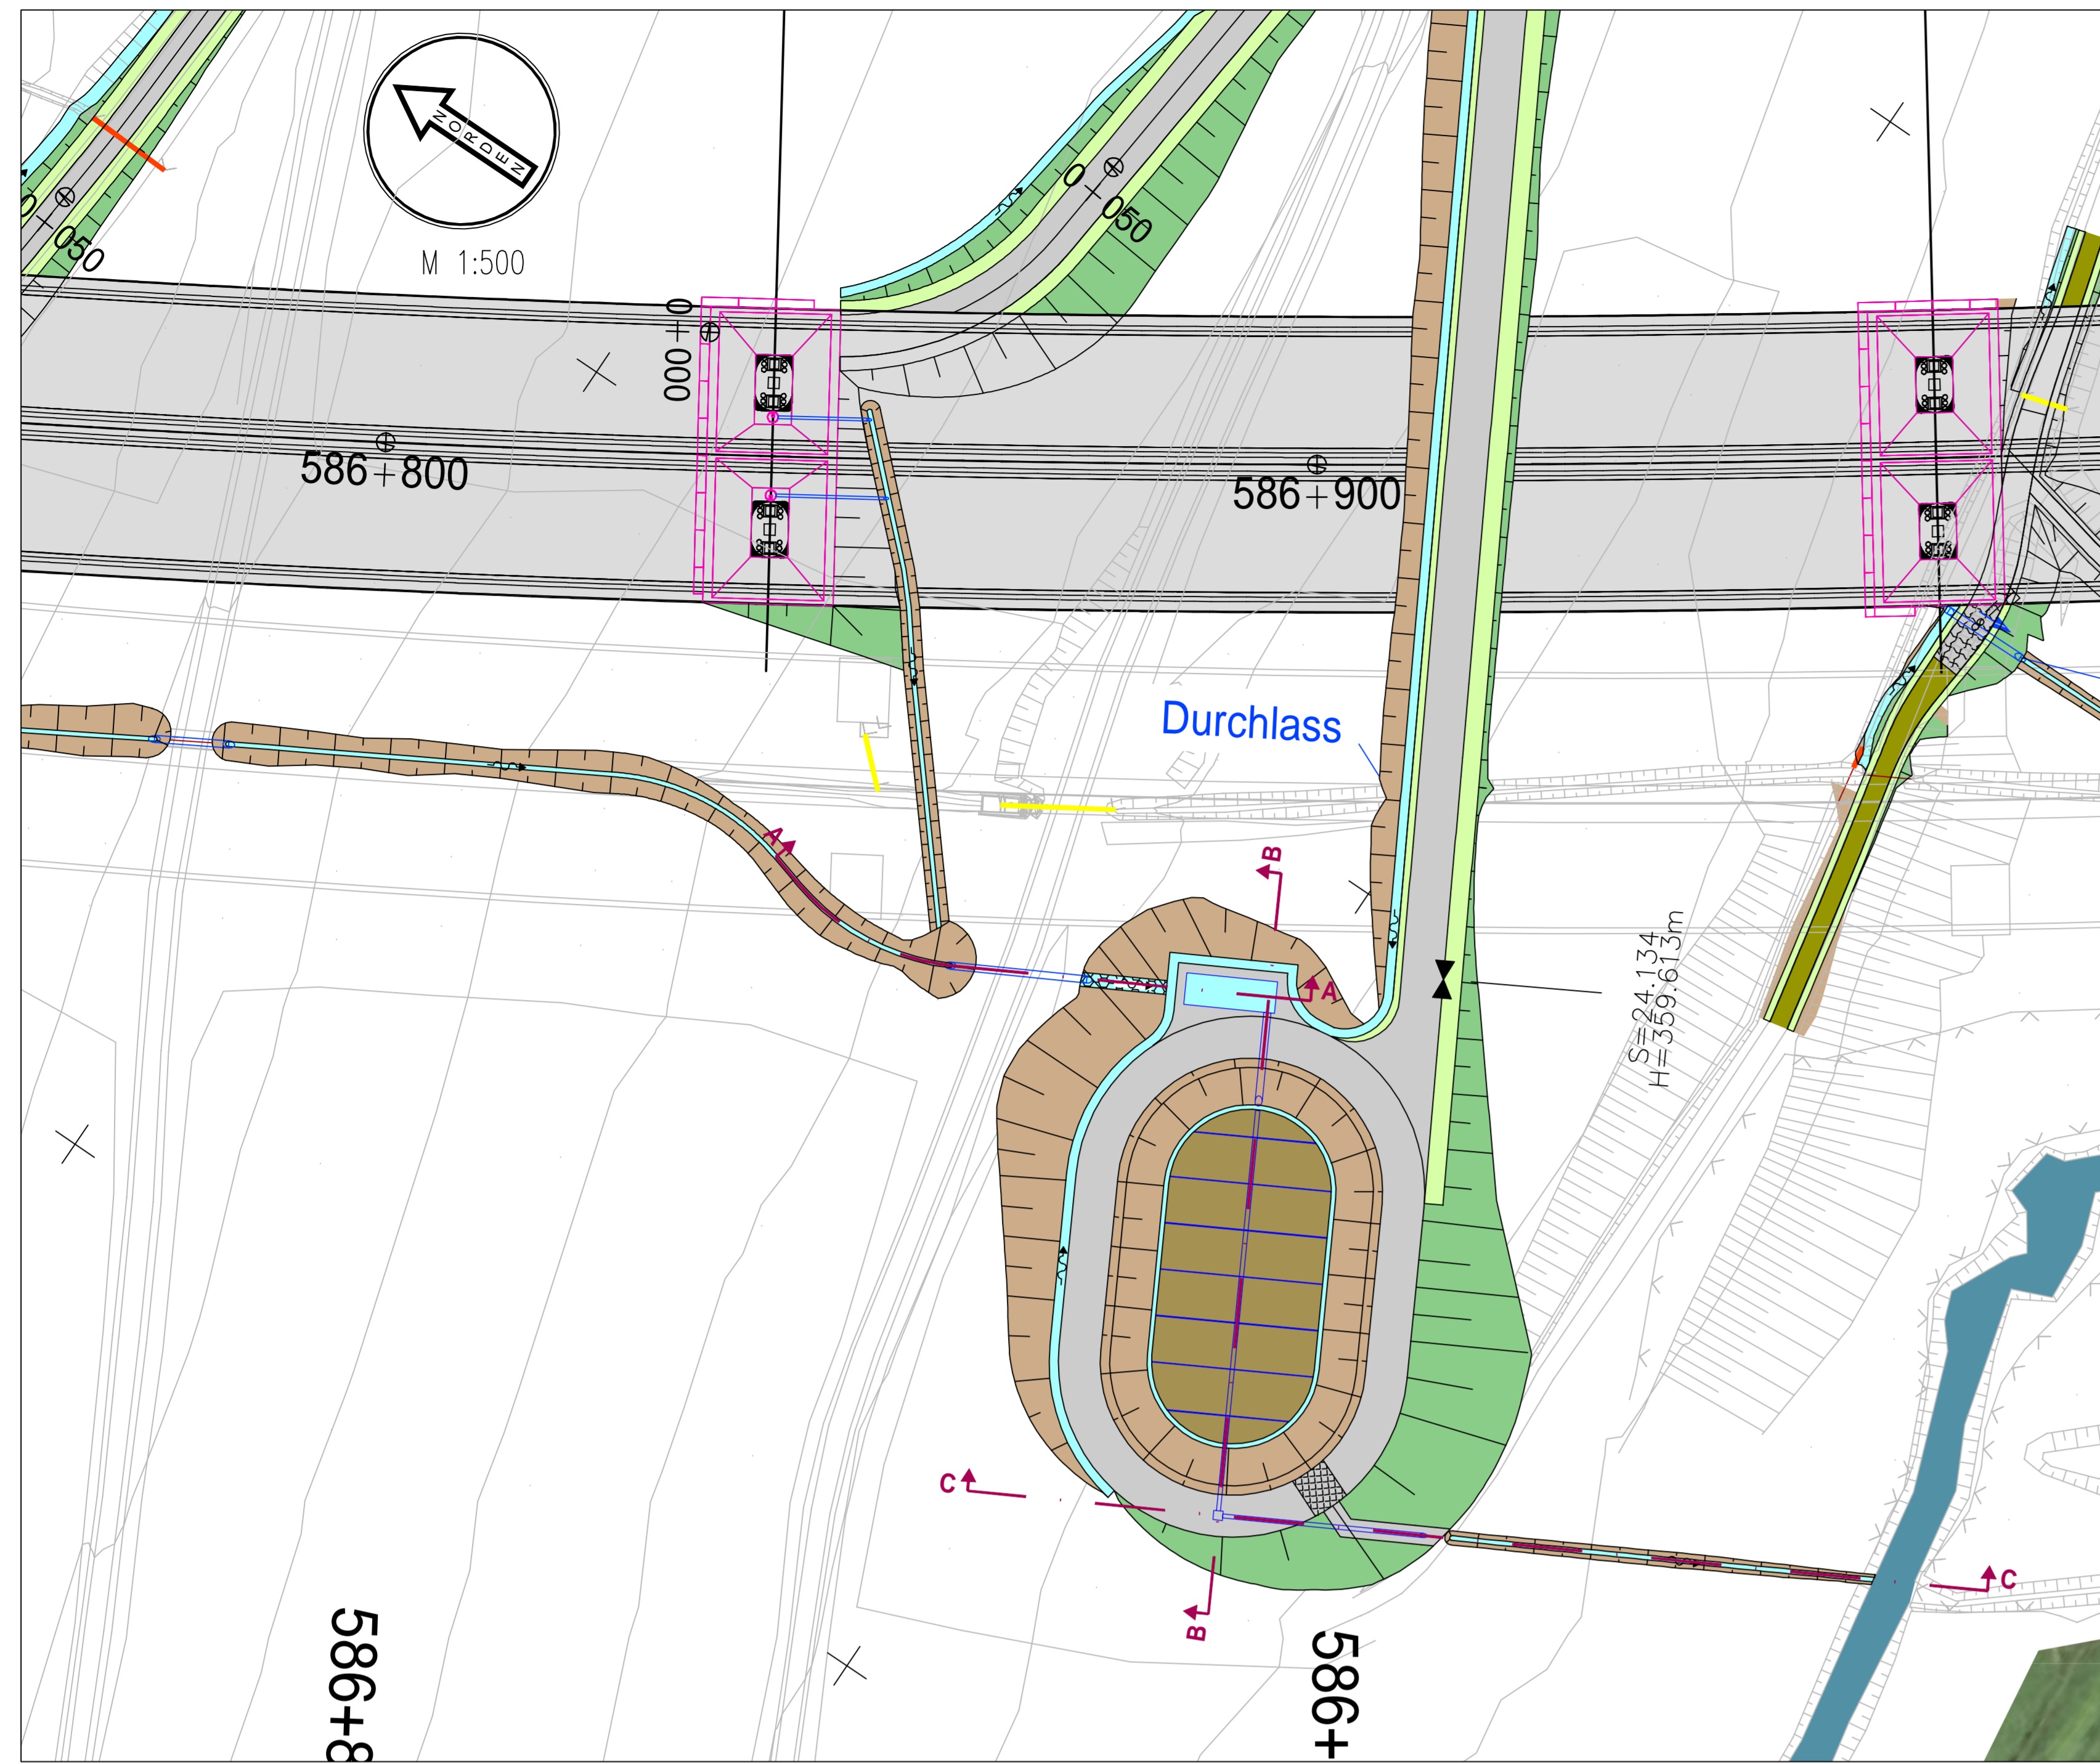 NORDEN
M 1:500
0+050
0+050
0+000
586+800
586+900
Durchlass
A
B
A
S=24.134
H=359.613m
C
C
B
586+8
586+